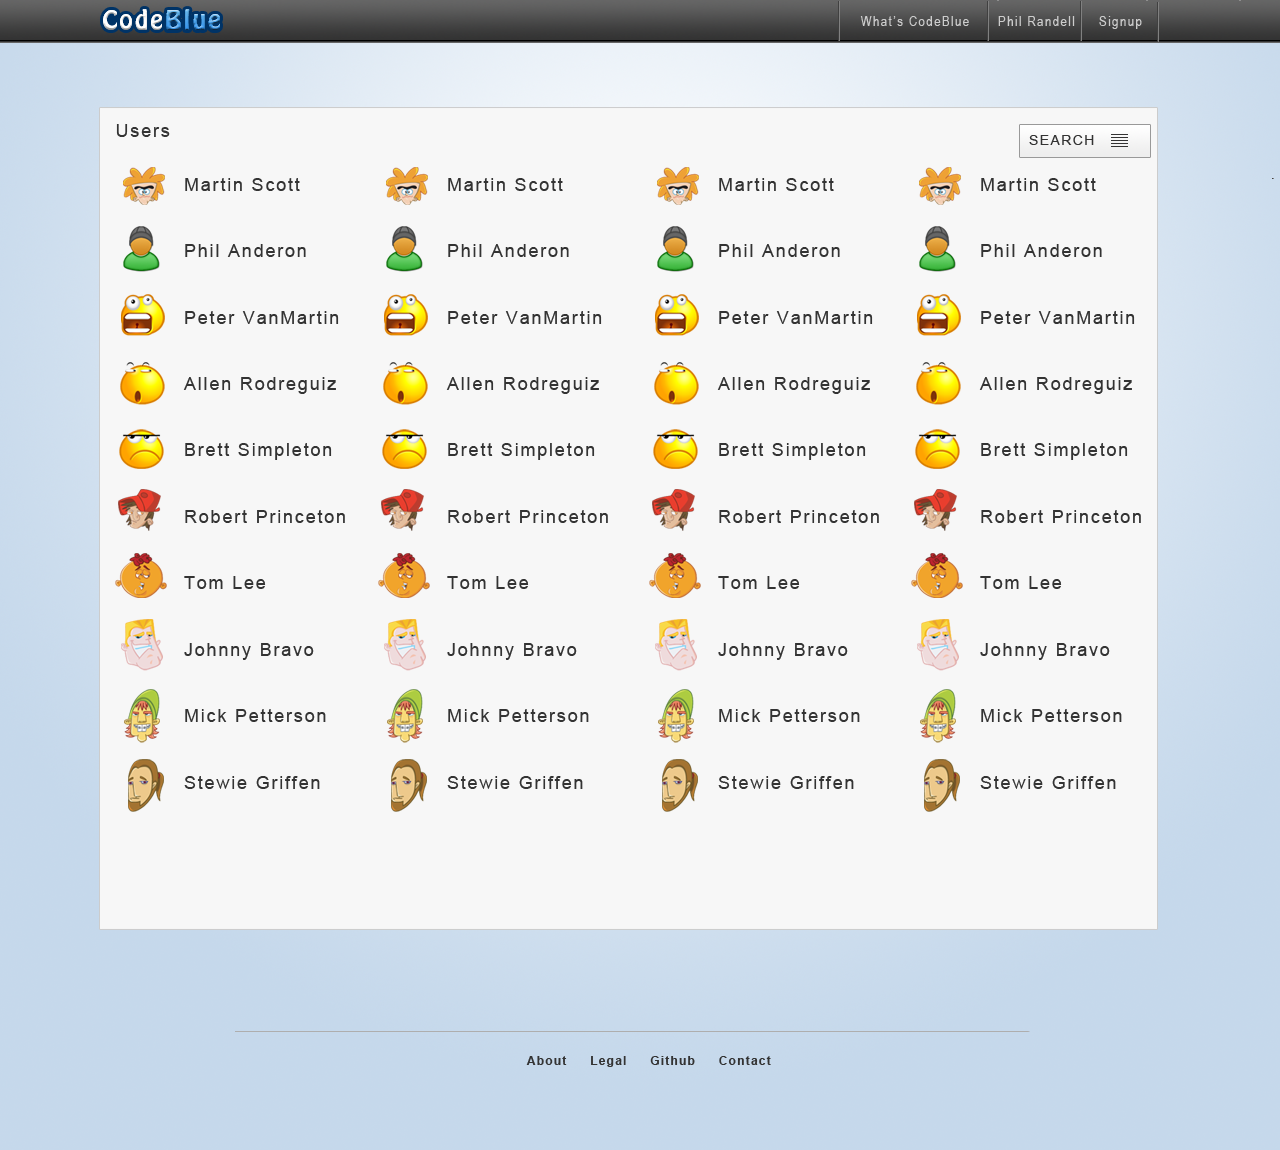 CodeBlue What's CodeBlue Phil Randell Signup
Users SEARCH
Martin Scott Martin Scott Martin Scott Martin Scott
Phil Anderon Phil Anderon Phil Anderon Phil Anderon
Peter VanMartin Peter VanMartin Peter VanMartin Peter VanMartin
Allen Rodreguiz Allen Rodreguiz Allen Rodreguiz Allen Rodreguiz
Brett Simpleton Brett Simpleton Brett Simpleton Brett Simpleton
Robert Princeton Robert Princeton Robert Princeton Robert Princeton
Tom Lee Tom Lee Tom Lee Tom Lee
Johnny Bravo Johnny Bravo Johnny Bravo Johnny Bravo
Mick Petterson Mick Petterson Mick Petterson Mick Petterson
Stewie Griffen Stewie Griffen Stewie Griffen Stewie Griffen
About Legal Github Contact